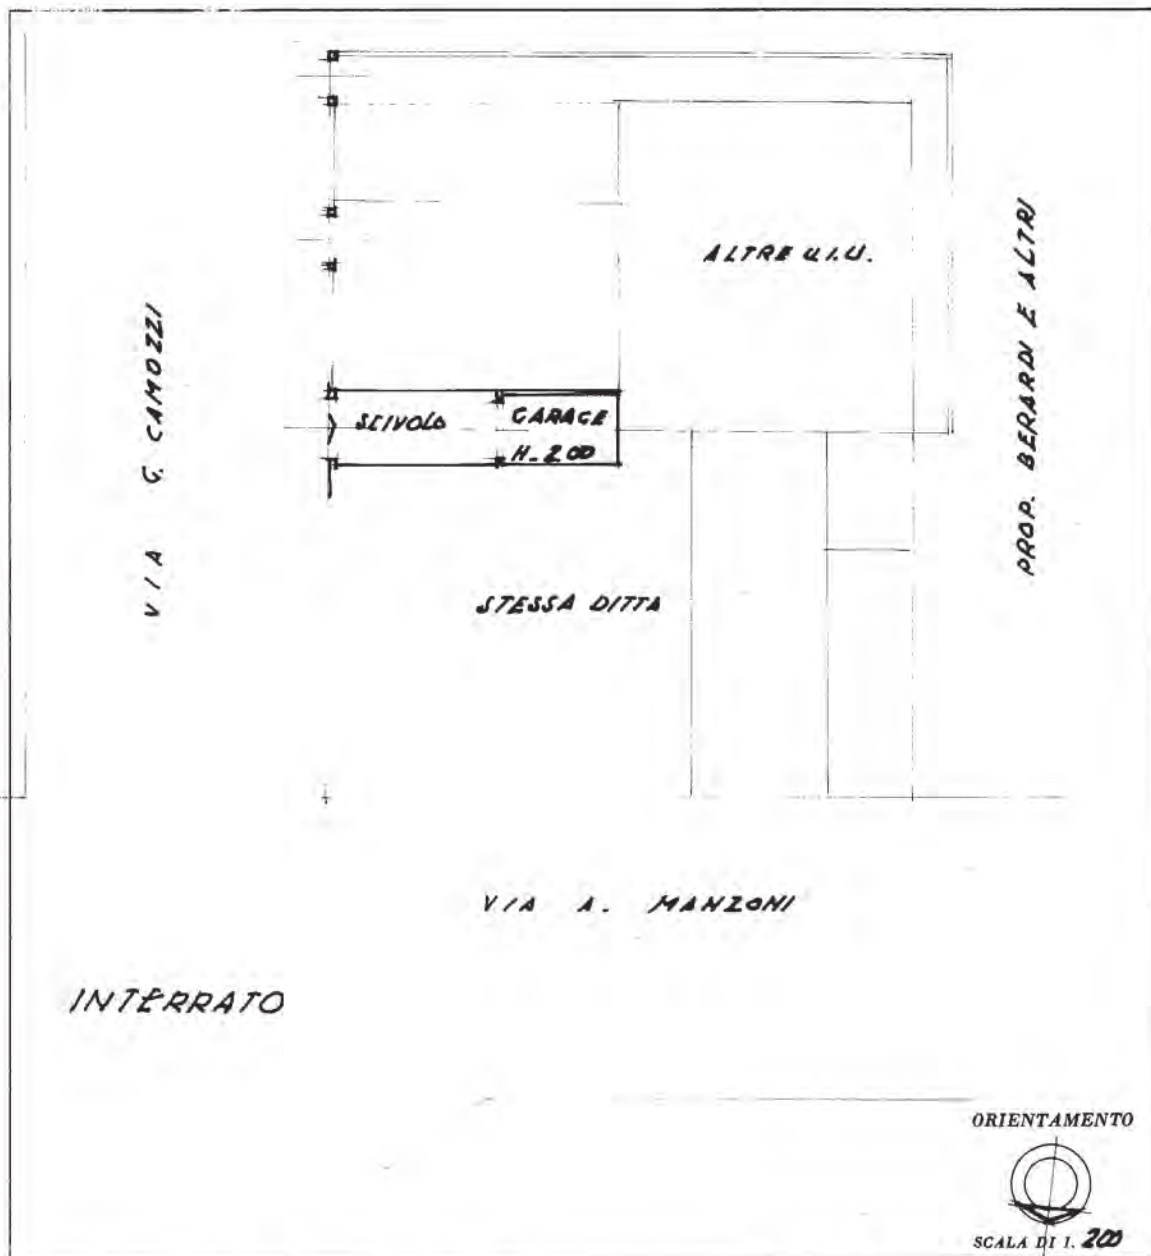 ALTRE U.I.U.
PROP. BERARDI E ALTRI
VIA G. CAMOZZI
SCIVOLO
GARAGE
H. 200
STESSA DITTA
VIA A. MANZONI
INTERRATO
ORIENTAMENTO
SCALA DI 1. 200